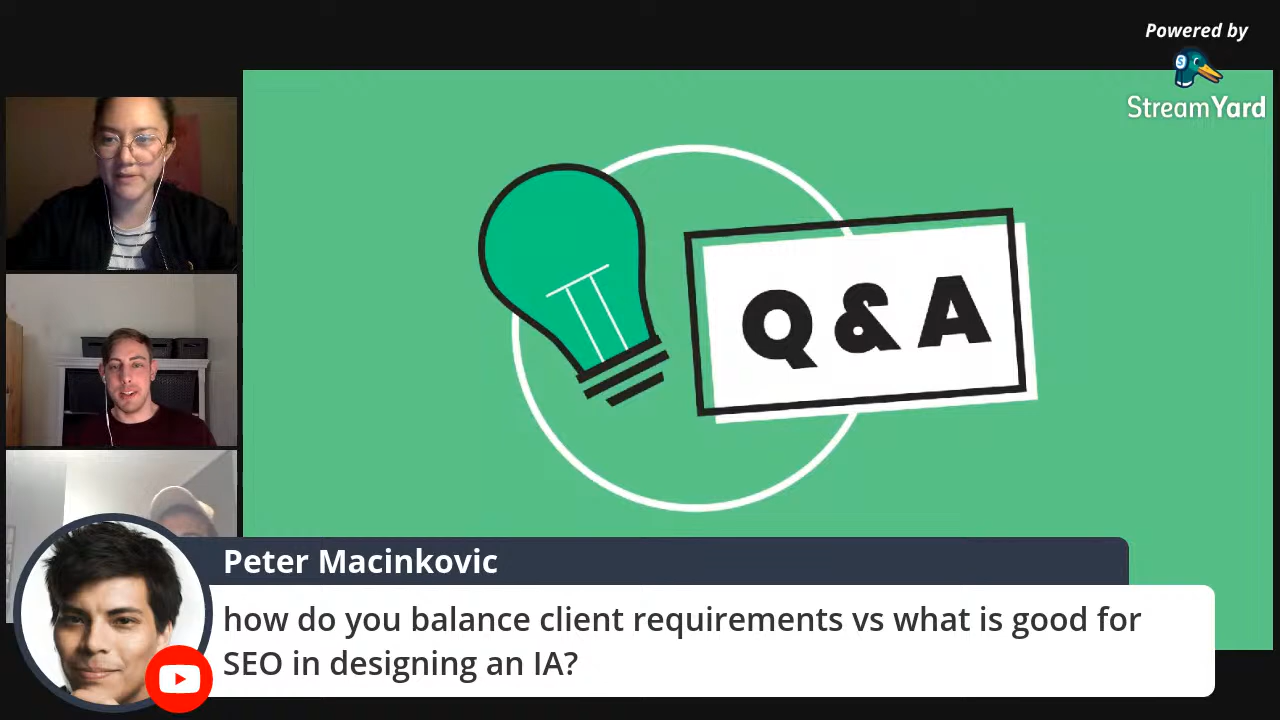 Powered by
StreamYard
Q & A
Peter Macinkovic
how do you balance client requirements vs what is good for
SEO in designing an IA?